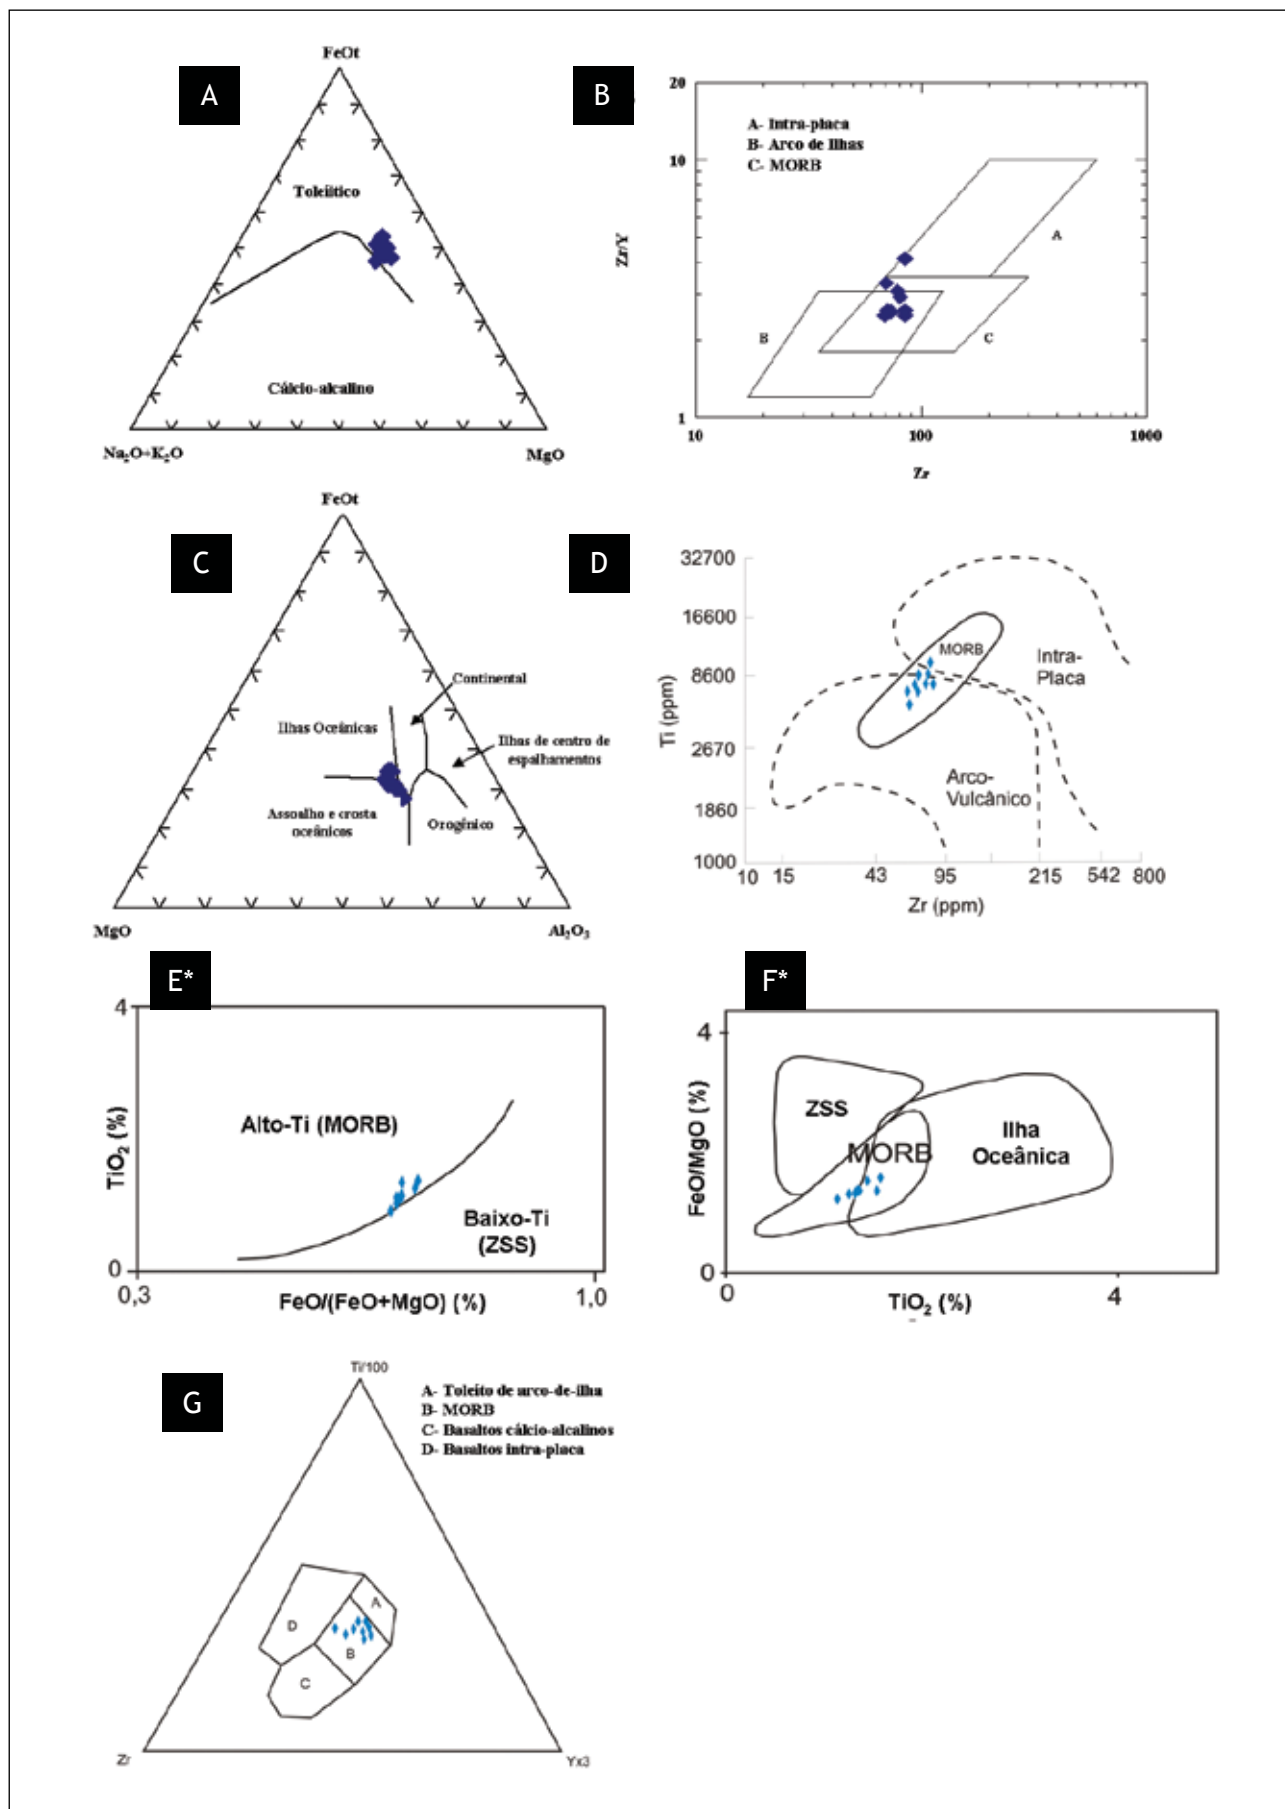 A
FeOt
Toleiítico
Cálcio-alcalino
Na₂O+K₂O
MgO
B
20
10
1
Zr/Y
A- Intra-placa
B- Arco de Ilhas
C- MORB
A
B
C
10
100
1000
Zr
C
FeOt
Continental
Ilhas Oceânicas
Ilhas de centro de
espalhamentos
Assoalho e crosta
oceânicos
Orogínico
MgO
Al₂O₃
D
32700
16600
8600
2670
1860
1000
Ti (ppm)
MORB
Intra-
Placa
Arco-
Vulcânico
10
15
43
95
215
542
800
Zr (ppm)
E*
4
0
TiO₂ (%)
Alto-Ti (MORB)
Baixo-Ti
(ZSS)
0,3
FeO/(FeO+MgO) (%)
1,0
F*
4
0
FeO/MgO (%)
ZSS
MORB
Ilha
Oceânica
0
TiO₂ (%)
4
G
Ti/100
A- Toleíto de arco-de-ilha
B- MORB
C- Basaltos cálcio-alcalinos
D- Basaltos intra-placa
A
D
B
C
Zr
Yx3